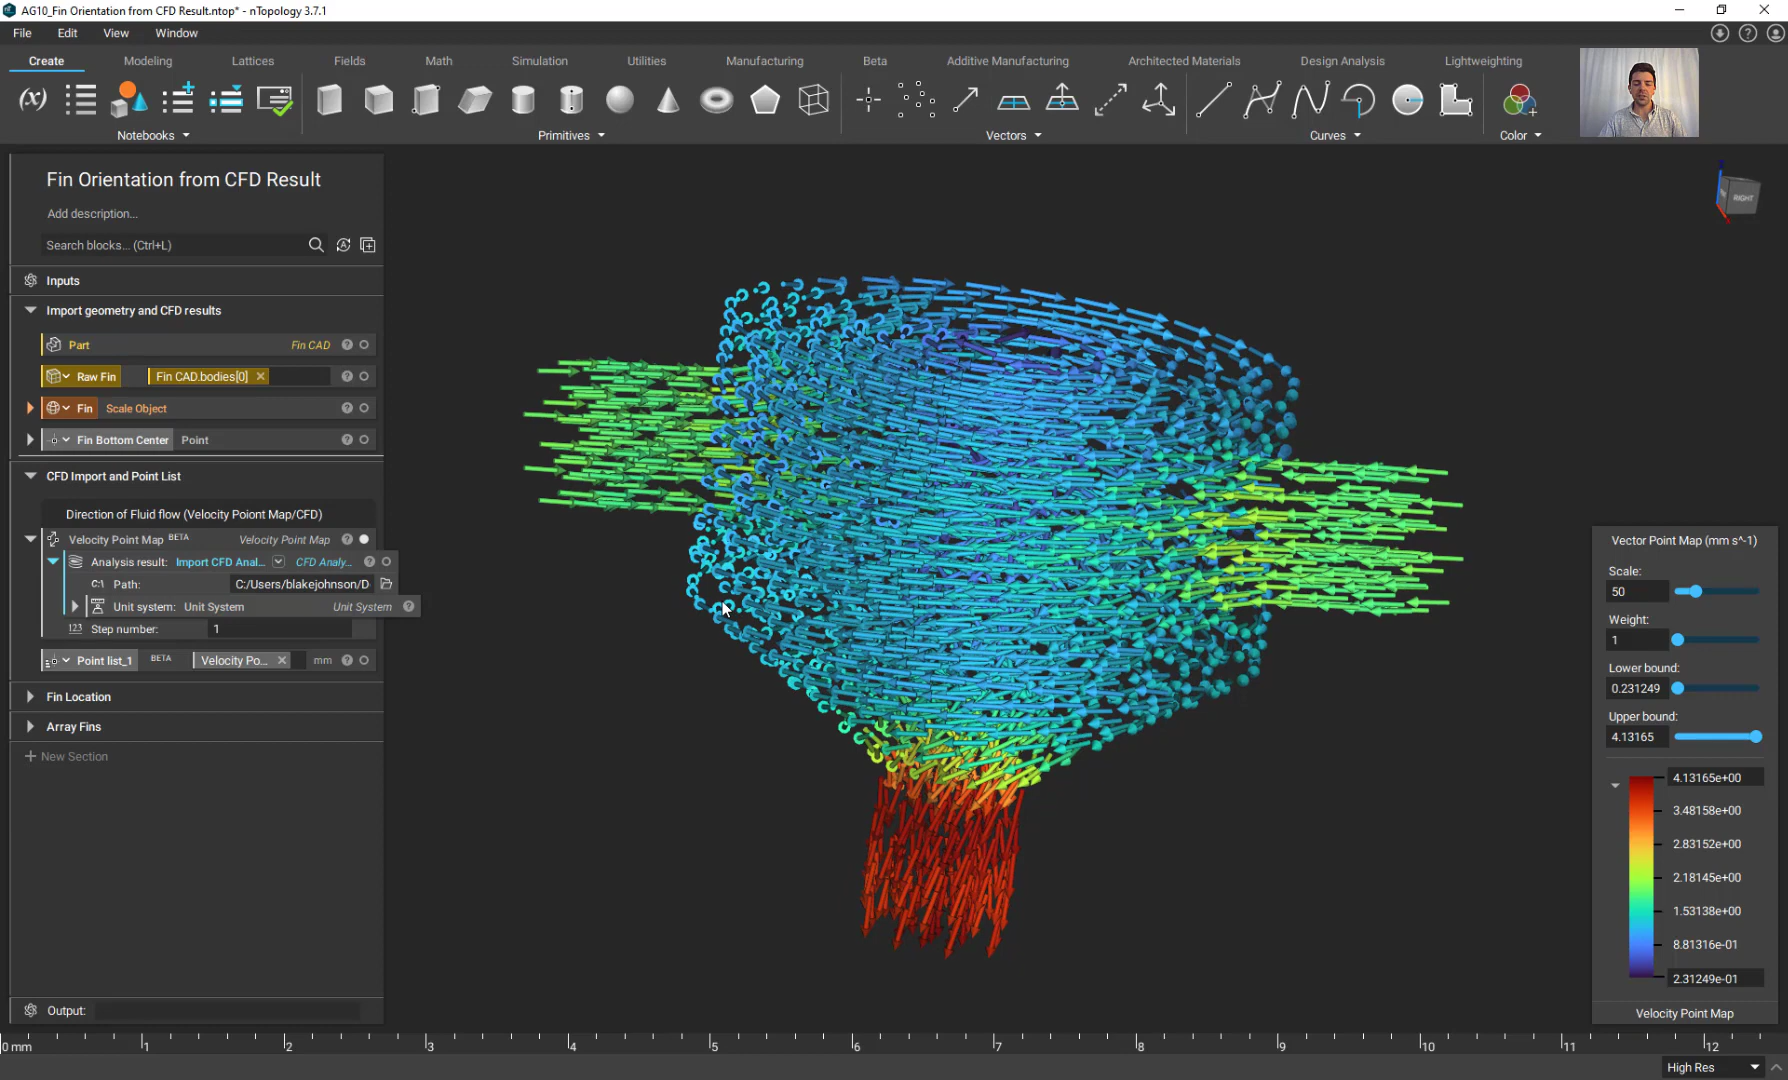 AG10_Fin Orientation from CFD Result.ntop* - nTopology 3.7.1
File Edit View Window
Create Modeling Lattices Fields Math Simulation Utilities Manufacturing Beta Additive Manufacturing Architected Materials Design Analysis Lightweighting
(x)
Notebooks Primitives Vectors Curves Color
Fin Orientation from CFD Result
Add description...
Search blocks... (Ctrl+L)
Inputs
Import geometry and CFD results
Part Fin CAD
Raw Fin Fin CAD.bodies[0]
Fin Scale Object
Fin Bottom Center Point
CFD Import and Point List
Direction of Fluid flow (Velocity Poiont Map/CFD)
Velocity Point Map BETA Velocity Point Map
Analysis result: Import CFD Anal... CFD Analy...
C:\ Path: C:/Users/blakejohnson/D
Unit system: Unit System Unit System
123 Step number: 1
Point list_1 BETA Velocity Po... mm
Fin Location
Array Fins
+ New Section
Output:
RIGHT
Vector Point Map (mm s^-1)
Scale:
50
Weight:
1
Lower bound:
0.231249
Upper bound:
4.13165
4.13165e+00
3.48158e+00
2.83152e+00
2.18145e+00
1.53138e+00
8.81316e-01
2.31249e-01
Velocity Point Map
0 mm 1 2 3 4 5 6 7 8 9 10 11 12
High Res